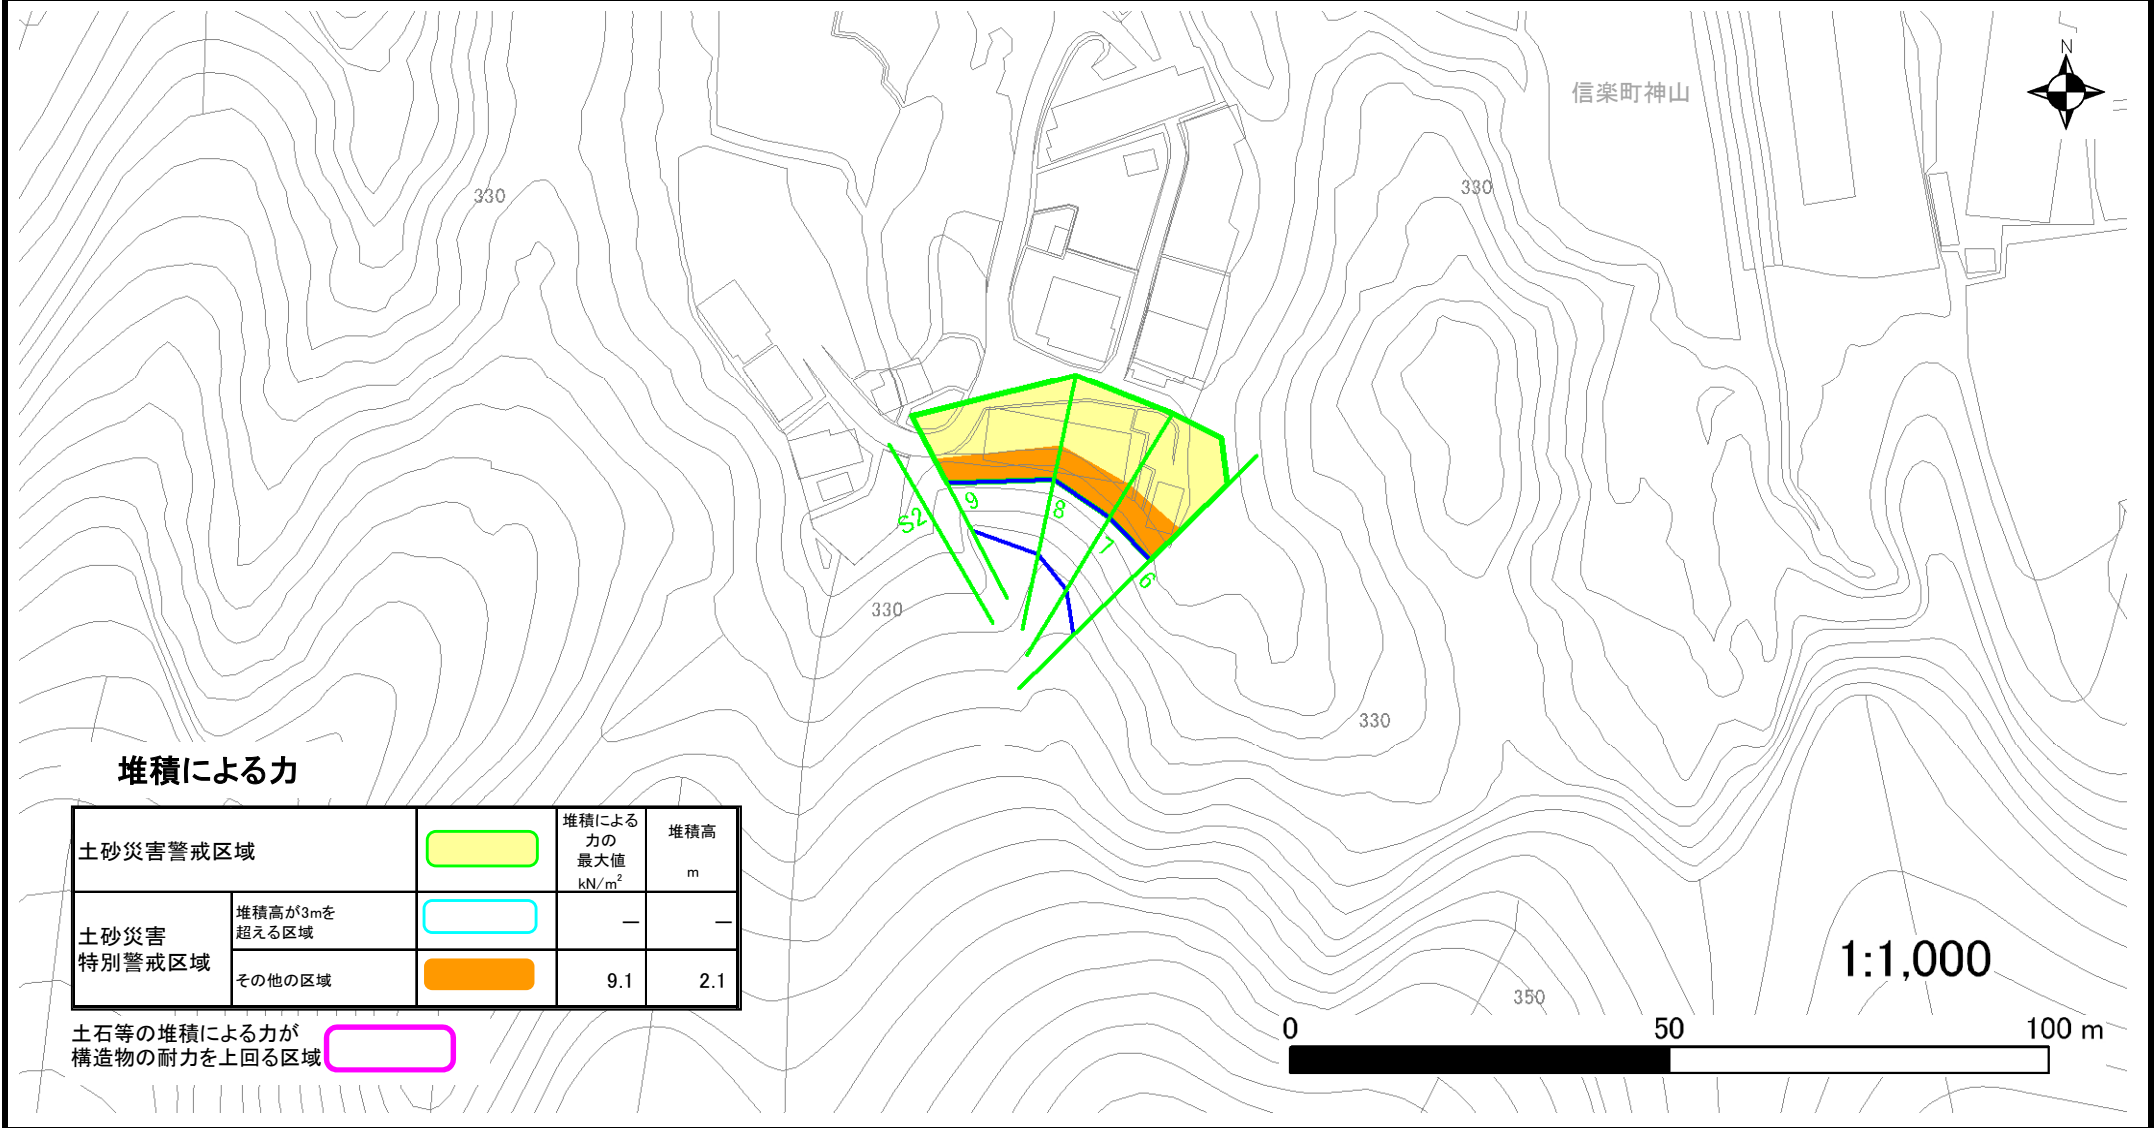 N
信楽町神山
330
330
S2
9
8
7
6
330
330
堆積による力
土砂災害警戒区域
堆積による
力の
最大値
kN/m²
堆積高
m
土砂災害
特別警戒区域
堆積高が3mを
超える区域
—
—
その他の区域
9.1
2.1
土石等の堆積による力が
構造物の耐力を上回る区域
1:1,000
350
0
50
100 m